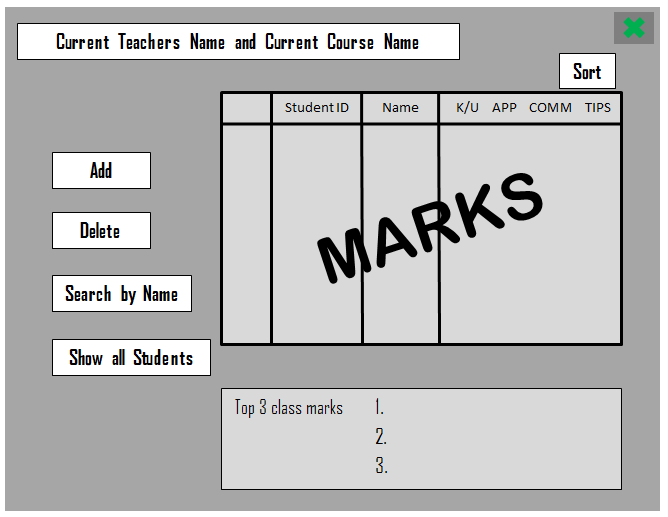 Current Teachers Name and Current Course Name
Sort
Student ID Name K/U APP COMM TIPS
MARKS
Add
Delete
Search by Name
Show all Students
Top 3 class marks 1.
2.
3.